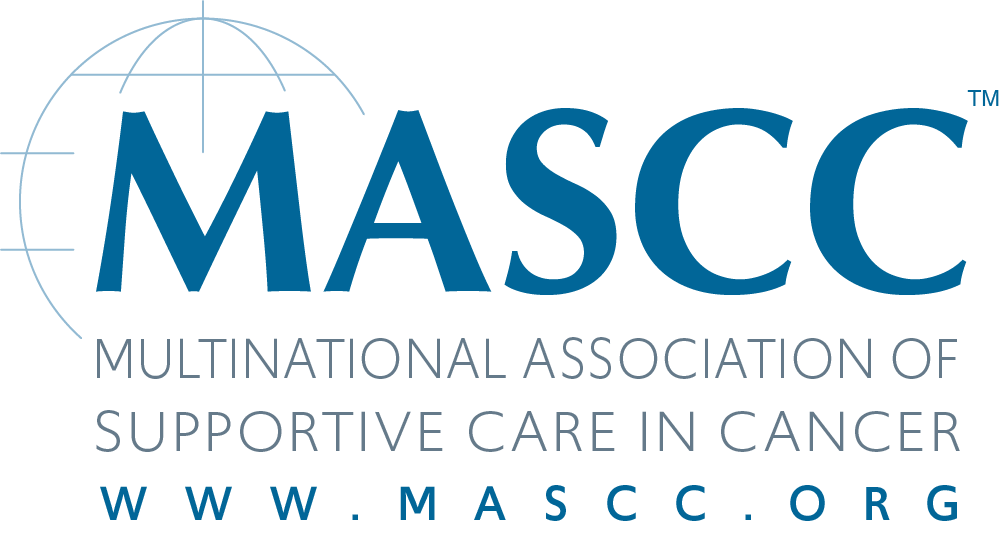 MASCC™
MULTINATIONAL ASSOCIATION OF
SUPPORTIVE CARE IN CANCER
WWW.MASCC.ORG